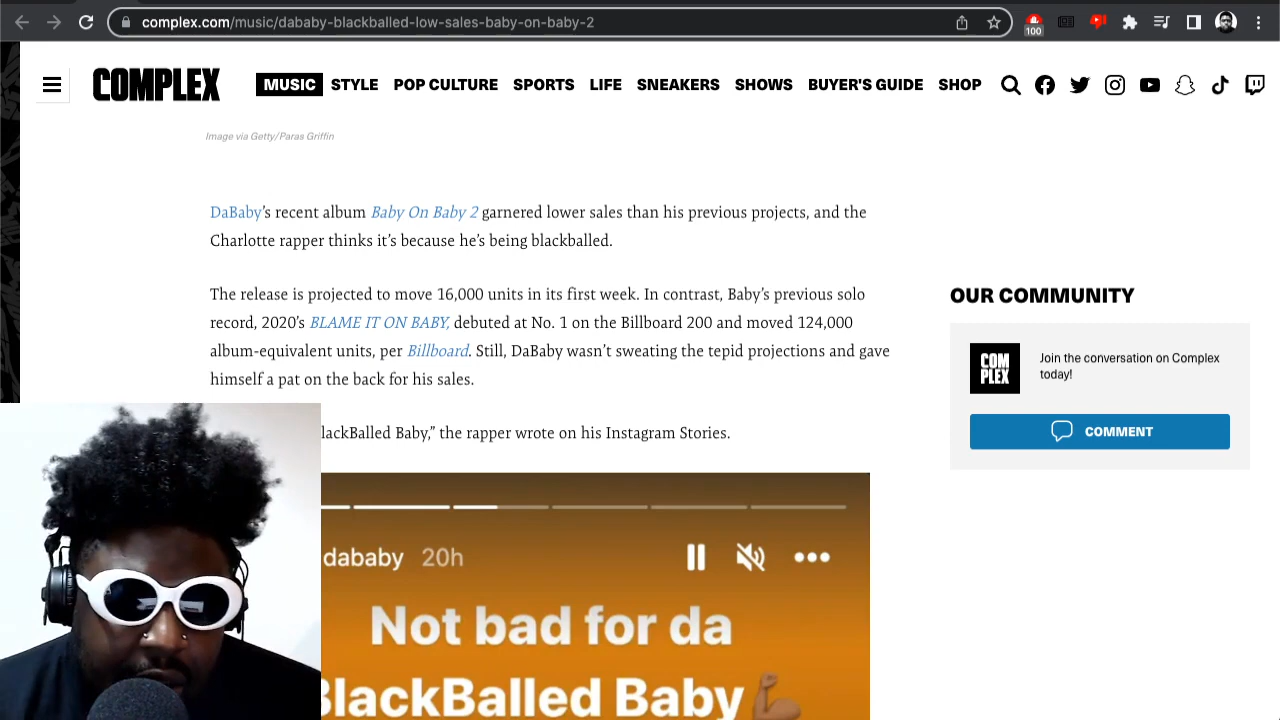 complex.com/music/dababy-blackballed-low-sales-baby-on-baby-2
100
COMPLEX
MUSIC STYLE POP CULTURE SPORTS LIFE SNEAKERS SHOWS BUYER'S GUIDE SHOP
Image via Getty/Paras Griffin
DaBaby’s recent album Baby On Baby 2 garnered lower sales than his previous projects, and the
Charlotte rapper thinks it’s because he’s being blackballed.
The release is projected to move 16,000 units in its first week. In contrast, Baby’s previous solo
record, 2020’s BLAME IT ON BABY, debuted at No. 1 on the Billboard 200 and moved 124,000
album-equivalent units, per Billboard. Still, DaBaby wasn’t sweating the tepid projections and gave
himself a pat on the back for his sales.
lackBalled Baby,” the rapper wrote on his Instagram Stories.
OUR COMMUNITY
COM
PLEX
Join the conversation on Complex
today!
COMMENT
dababy 20h
Not bad for da
BlackBalled Baby